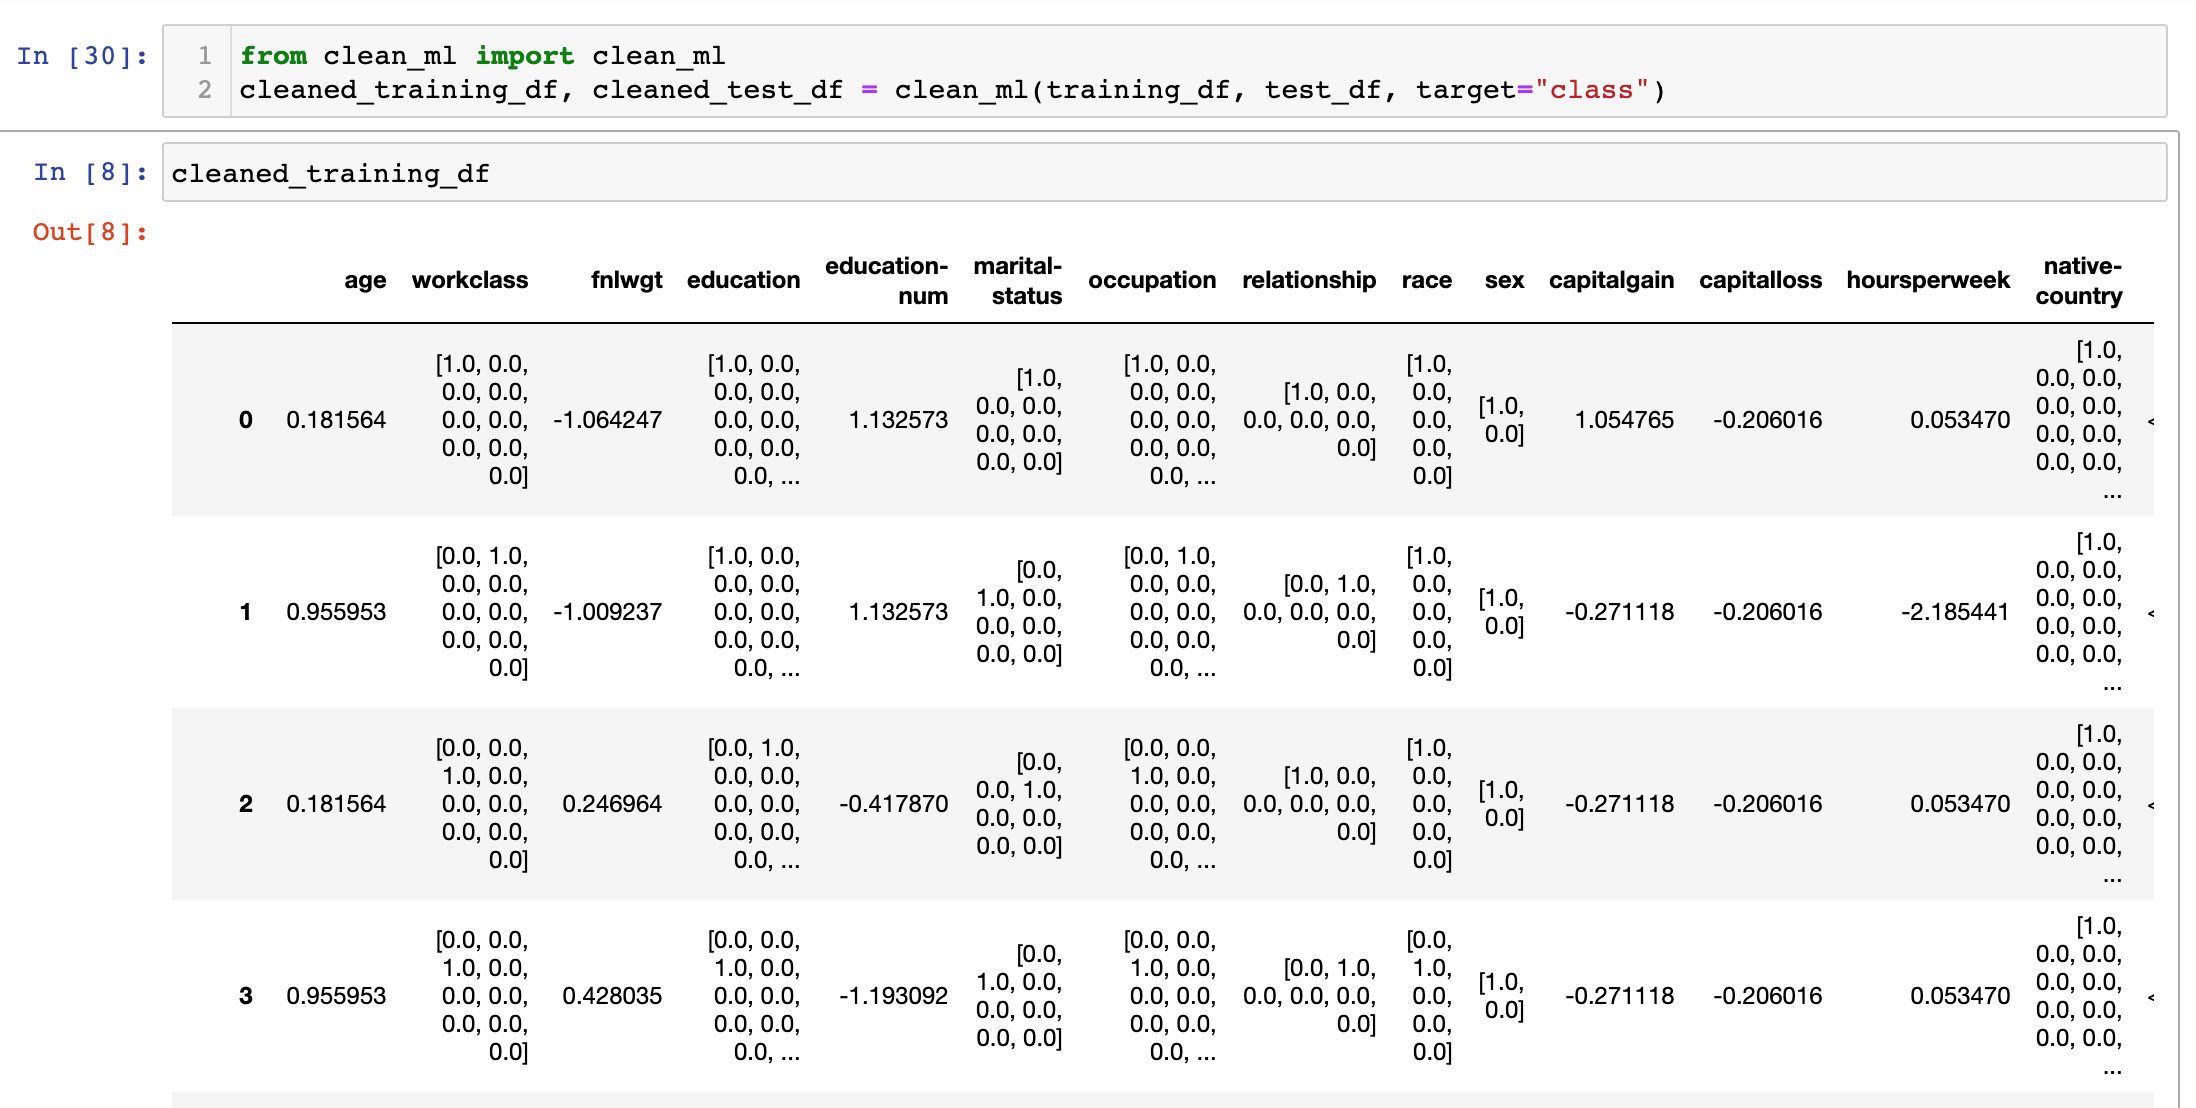 In [30]:
1 from clean_ml import clean_ml
2 cleaned_training_df, cleaned_test_df = clean_ml(training_df, test_df, target="class")
In [8]: cleaned_training_df
Out[8]:
age workclass fnlwgt education education-num marital-status occupation relationship race sex capitalgain capitalloss hoursperweek native-country
0 0.181564 [1.0, 0.0, 0.0, 0.0, 0.0, 0.0, 0.0, 0.0, 0.0] -1.064247 [1.0, 0.0, 0.0, 0.0, 0.0, 0.0, 0.0, 0.0, 0.0, ... 1.132573 [1.0, 0.0, 0.0, 0.0, 0.0, 0.0, 0.0] [1.0, 0.0, 0.0, 0.0, 0.0, 0.0, 0.0, 0.0, 0.0, ... [1.0, 0.0, 0.0, 0.0, 0.0, 0.0] [1.0, 0.0, 0.0, 0.0, 0.0] [1.0, 0.0] 1.054765 -0.206016 0.053470 [1.0, 0.0, 0.0, 0.0, 0.0, 0.0, 0.0, 0.0, 0.0, ... <
1 0.955953 [0.0, 1.0, 0.0, 0.0, 0.0, 0.0, 0.0, 0.0, 0.0] -1.009237 [1.0, 0.0, 0.0, 0.0, 0.0, 0.0, 0.0, 0.0, 0.0, ... 1.132573 [0.0, 1.0, 0.0, 0.0, 0.0, 0.0, 0.0] [0.0, 1.0, 0.0, 0.0, 0.0, 0.0, 0.0, 0.0, 0.0, ... [0.0, 1.0, 0.0, 0.0, 0.0, 0.0] [1.0, 0.0, 0.0, 0.0, 0.0] [1.0, 0.0] -0.271118 -0.206016 -2.185441 [1.0, 0.0, 0.0, 0.0, 0.0, 0.0, 0.0, 0.0, 0.0, ... <
2 0.181564 [0.0, 0.0, 1.0, 0.0, 0.0, 0.0, 0.0, 0.0, 0.0] 0.246964 [0.0, 1.0, 0.0, 0.0, 0.0, 0.0, 0.0, 0.0, 0.0, ... -0.417870 [0.0, 0.0, 1.0, 0.0, 0.0, 0.0, 0.0] [0.0, 0.0, 1.0, 0.0, 0.0, 0.0, 0.0, 0.0, 0.0, ... [1.0, 0.0, 0.0, 0.0, 0.0, 0.0] [1.0, 0.0, 0.0, 0.0, 0.0] [1.0, 0.0] -0.271118 -0.206016 0.053470 [1.0, 0.0, 0.0, 0.0, 0.0, 0.0, 0.0, 0.0, 0.0, ... <
3 0.955953 [0.0, 0.0, 1.0, 0.0, 0.0, 0.0, 0.0, 0.0, 0.0] 0.428035 [0.0, 0.0, 1.0, 0.0, 0.0, 0.0, 0.0, 0.0, 0.0, ... -1.193092 [0.0, 1.0, 0.0, 0.0, 0.0, 0.0, 0.0] [0.0, 0.0, 1.0, 0.0, 0.0, 0.0, 0.0, 0.0, 0.0, ... [0.0, 1.0, 0.0, 0.0, 0.0, 0.0] [0.0, 1.0, 0.0, 0.0, 0.0] [1.0, 0.0] -0.271118 -0.206016 0.053470 [1.0, 0.0, 0.0, 0.0, 0.0, 0.0, 0.0, 0.0, 0.0, ... <